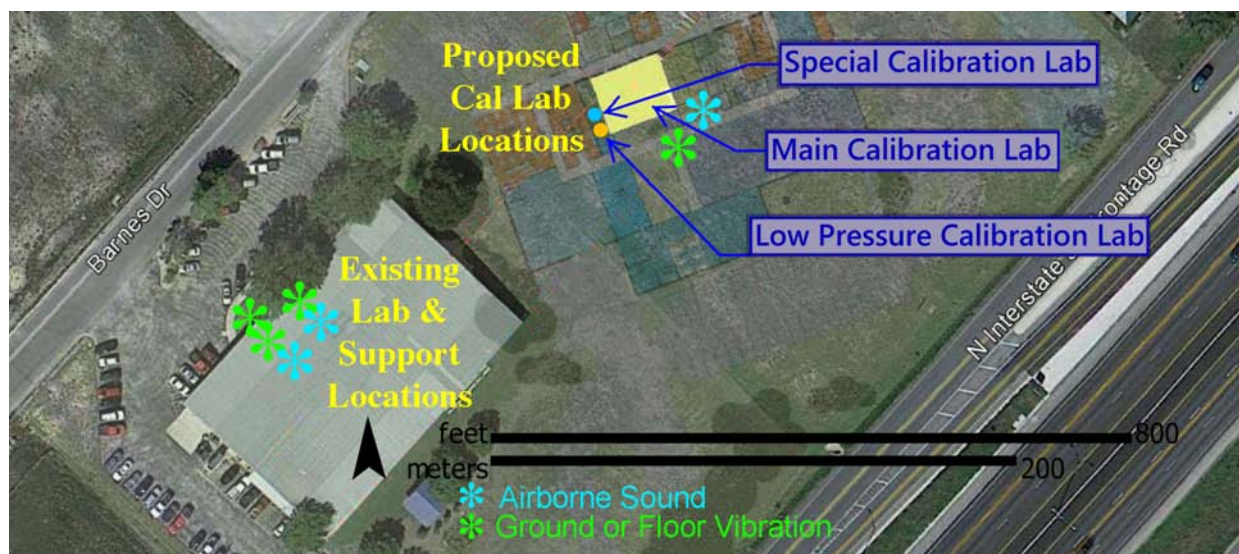 Proposed
Cal Lab
Locations
Special Calibration Lab
Main Calibration Lab
Low Pressure Calibration Lab
Barnes Dr
N Interstate
Frontage Rd
Existing
Lab &
Support
Locations
feet
800
meters
200
Airborne Sound
Ground or Floor Vibration